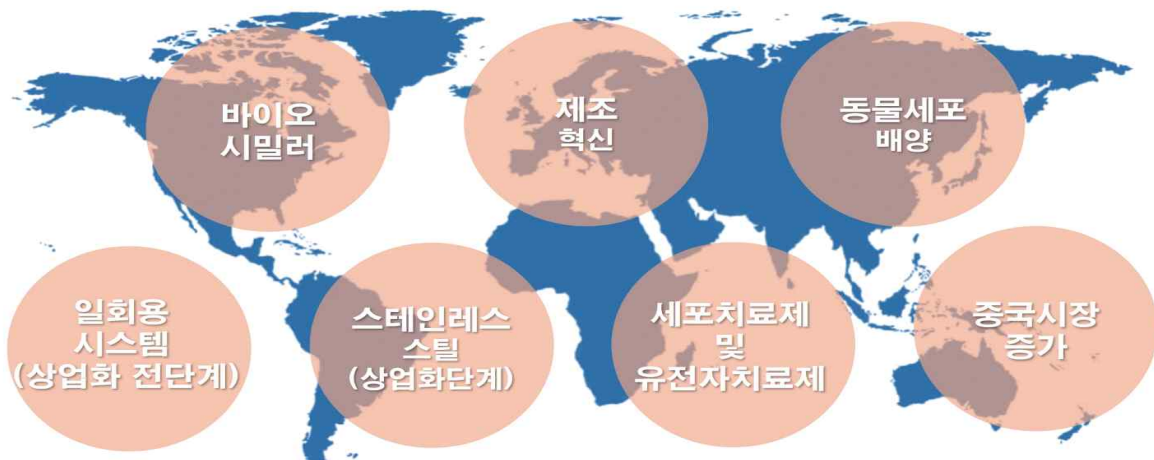 바이오
시밀러
제조
혁신
동물세포
배양
일회용
시스템
(상업화 전단계)
스테인레스
스틸
(상업화단계)
세포치료제
및
유전자치료제
중국시장
증가